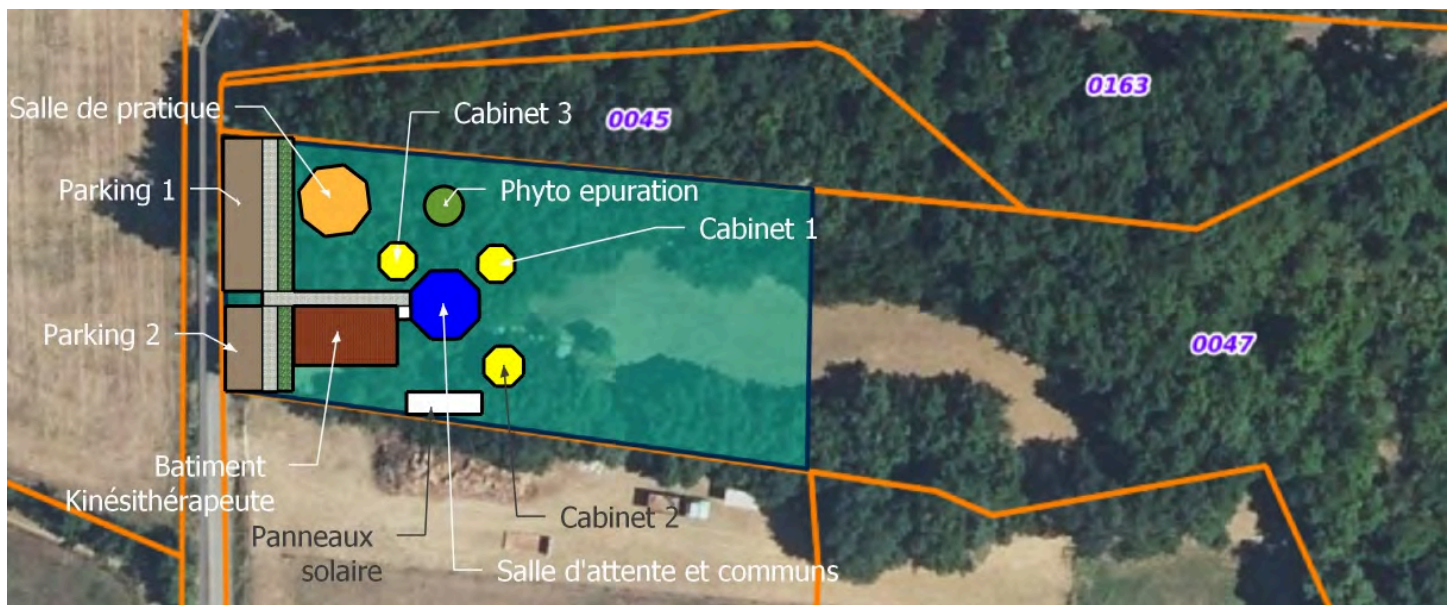 0163
Salle de pratique
Cabinet 3
0045
Parking 1
Phyto epuration
Cabinet 1
Parking 2
0047
Batiment
Kinésithérapeute
Cabinet 2
Panneaux
solaire
Salle d'attente et communs